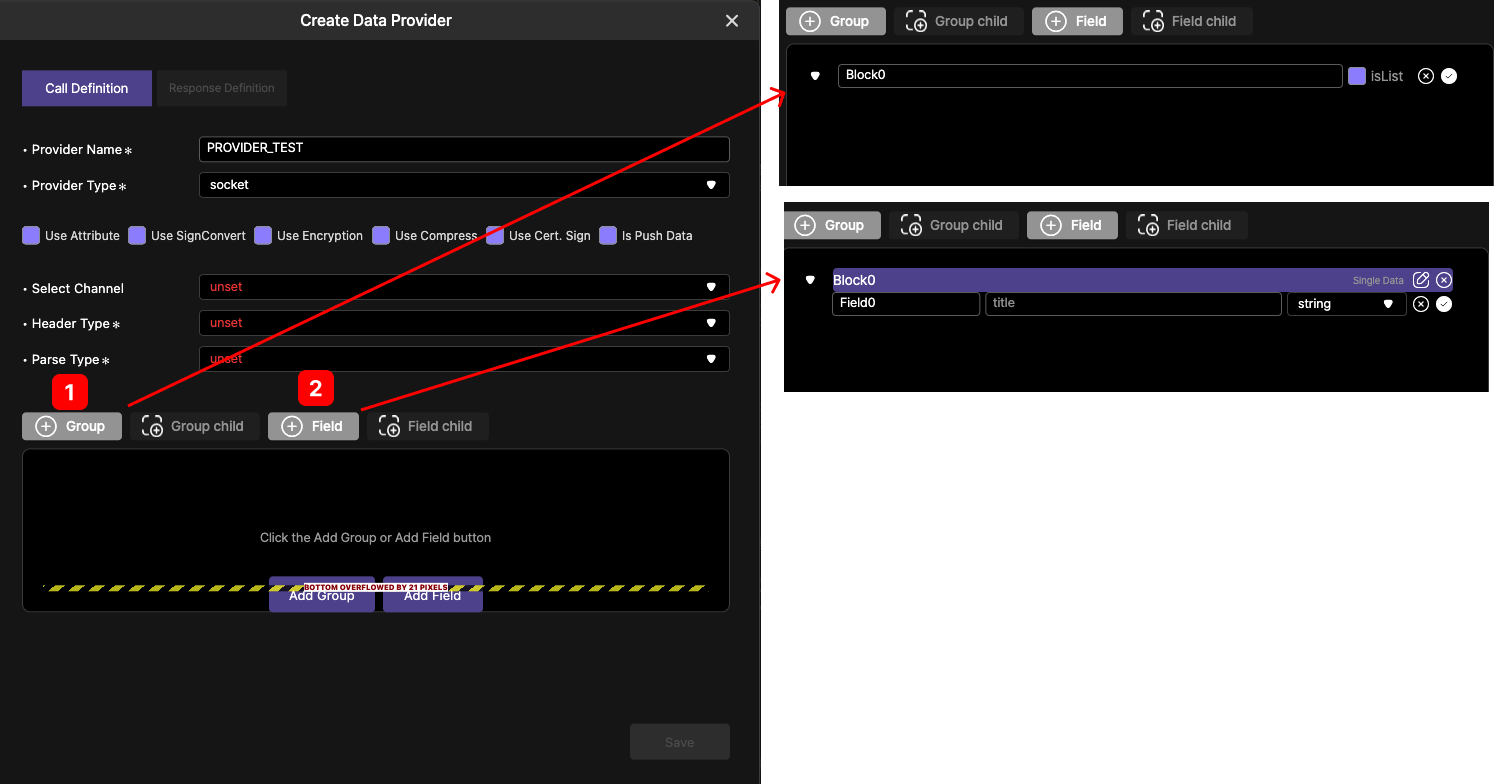 Create Data Provider
Call Definition
Response Definition
• Provider Name*
PROVIDER_TEST
• Provider Type*
socket
Use Attribute
Use SignConvert
Use Encryption
Use Compress
Use Cert. Sign
Is Push Data
• Select Channel
unset
• Header Type*
unset
• Parse Type*
unset
1
2
Group
Group child
Field
Field child
Click the Add Group or Add Field button
BOTTOM OVERFLOWED BY 21 PIXELS
Add Group
Add Field
Save
Group
Group child
Field
Field child
Block0
isList
Group
Group child
Field
Field child
Block0
Single Data
Field0
title
string